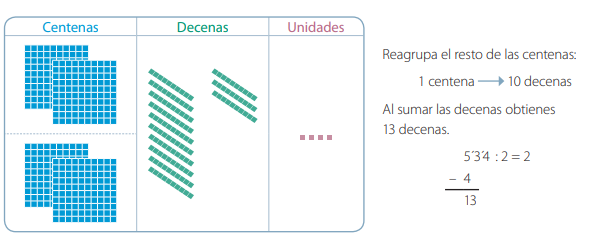 Centenas Decenas Unidades
Reagrupa el resto de las centenas:
1 centena ⟶ 10 decenas
Al sumar las decenas obtienes
13 decenas.
5´3´4 : 2 = 2
– 4
13